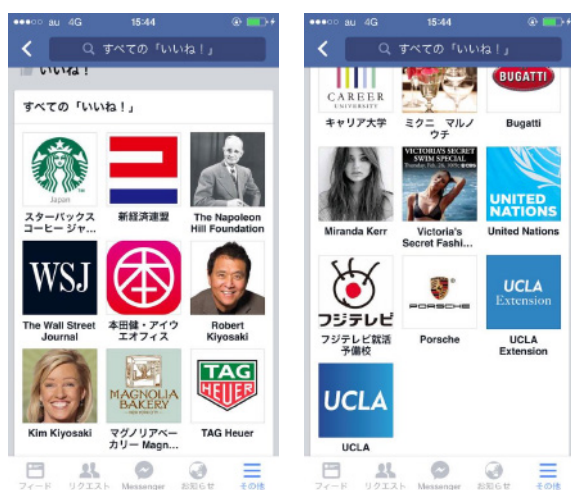 ●●●○○ au 4G 15:44
すべての「いいね！」
いいね！
すべての「いいね！」
Japan
スターバックス
コーヒー ジャ...
新経済連盟
The Napoleon
Hill Foundation
WSJ
本
The Wall Street
Journal
本田健・アイウ
エオフィス
Robert
Kiyosaki
MAGNOLIA
BAKERY
NEW YORK CITY
TAG
HEUER
Kim Kiyosaki
マグノリアベー
カリー Magn...
TAG Heuer
フィード
リクエスト
Messenger
お知らせ
その他
●●●○○ au 4G 15:44
すべての「いいね！」
CAREER
UNIVERSITY
BUGATTI
キャリア大学
ミクニ マルノ
ウチ
Bugatti
VICTORIA'S SECRET
SWIM SPECIAL
UNITED
NATIONS
Miranda Kerr
Victoria's
Secret Fashi...
United Nations
フジテレビ
PORSCHE
UCLA
Extension
フジテレビ就活
予備校
Porsche
UCLA
Extension
UCLA
UCLA
フィード
リクエスト
Messenger
お知らせ
その他